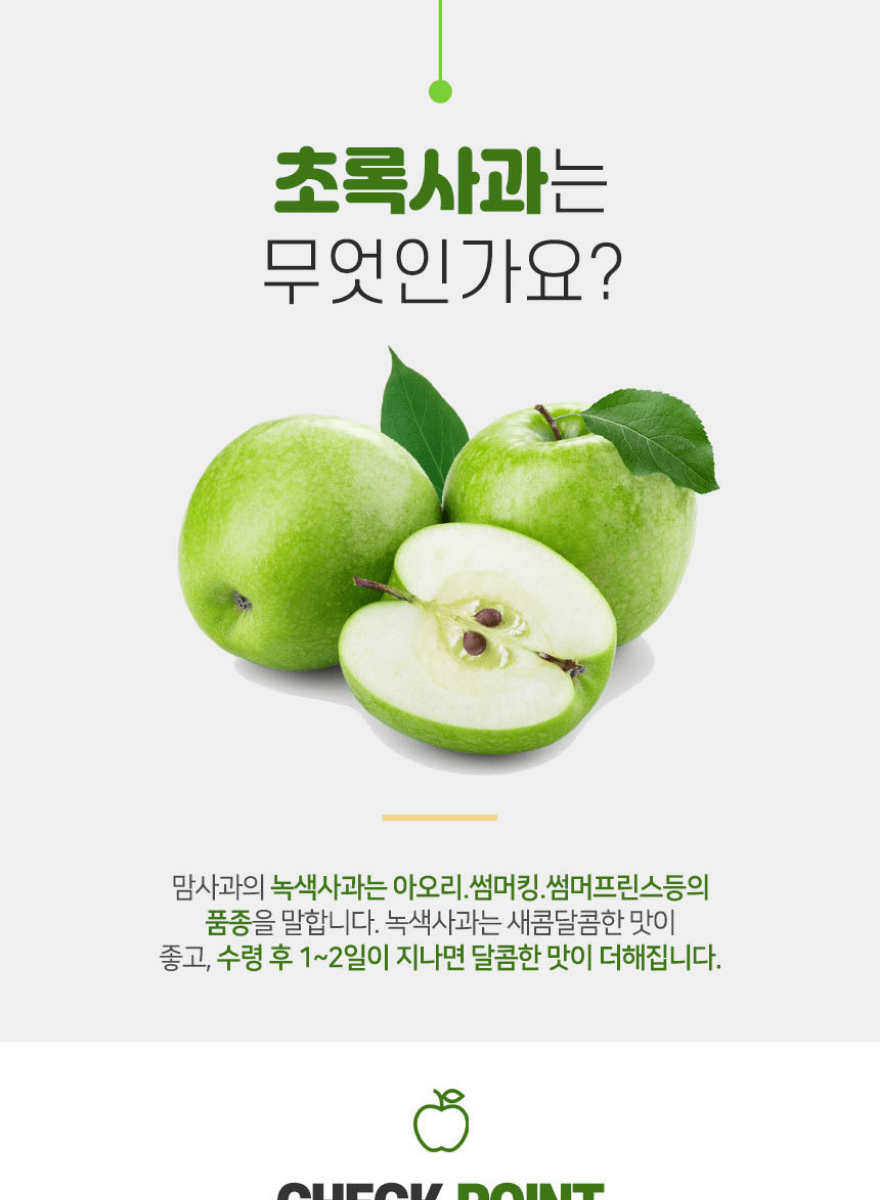 초록사과는
무엇인가요?
맘사과의 녹색사과는 아오리.썸머킹.썸머프린스등의
품종을 말합니다. 녹색사과는 새콤달콤한 맛이
좋고, 수령 후 1~2일이 지나면 달콤한 맛이 더해집니다.
CHECK POINT